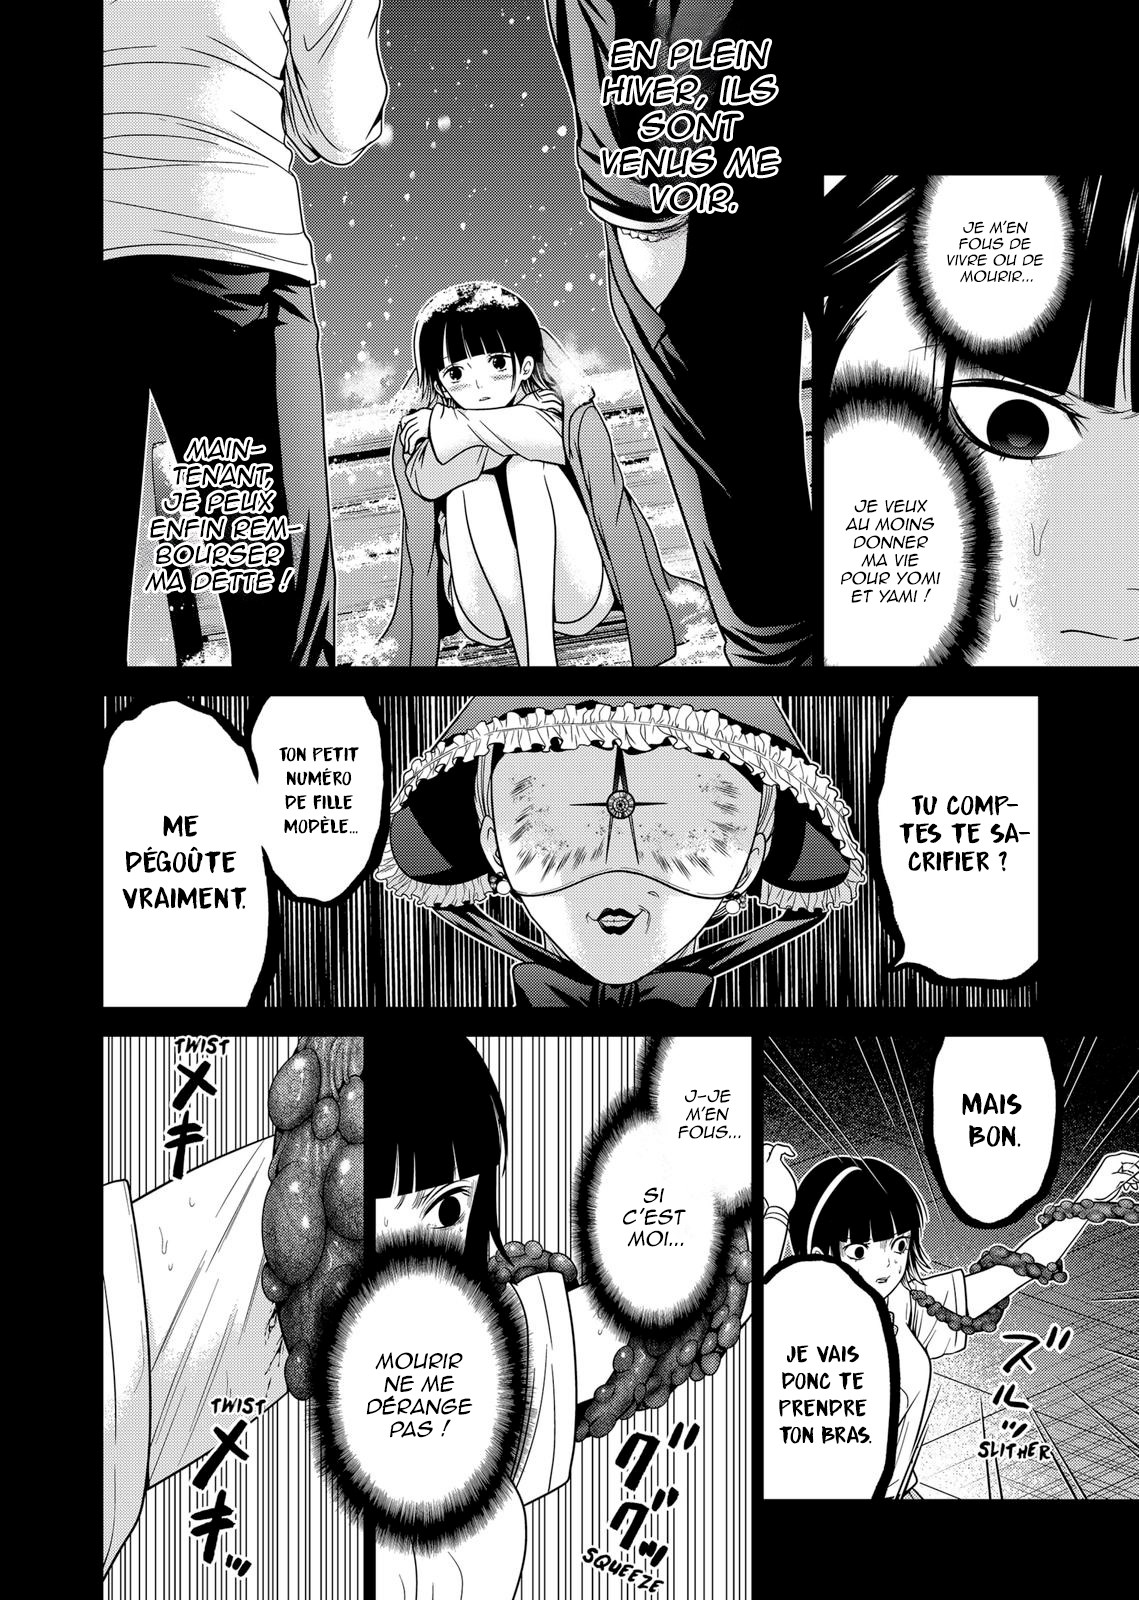 JE M'EN
FOUS DE
VIVRE OU DE
MOURIR...
JE VEUX
AU MOINS
DONNER
MA VIE
POUR YOMI
ET YAMI !
EN PLEIN
HIVER, ILS
SONT
VENUS ME
VOIR.
MAIN-
TENANT,
JE PEUX
ENFIN REM-
BOURSER
MA DETTE !
TU COMP-
TES TE SA-
CRIFIER ?
TON PETIT
NUMÉRO
DE FILLE
MODÈLE...
ME
DÉGOÛTE
VRAIMENT.
MAIS
BON.
JE VAIS
DONC TE
PRENDRE
TON BRAS.
ズルッ
SLITHER
J-JE
M'EN
FOUS...
SI
C'EST
MOI...
MOURIR
NE ME
DÉRANGE
PAS !
グググッ
SQUEEZE
TWIST
メキ
TWIST
メキッ